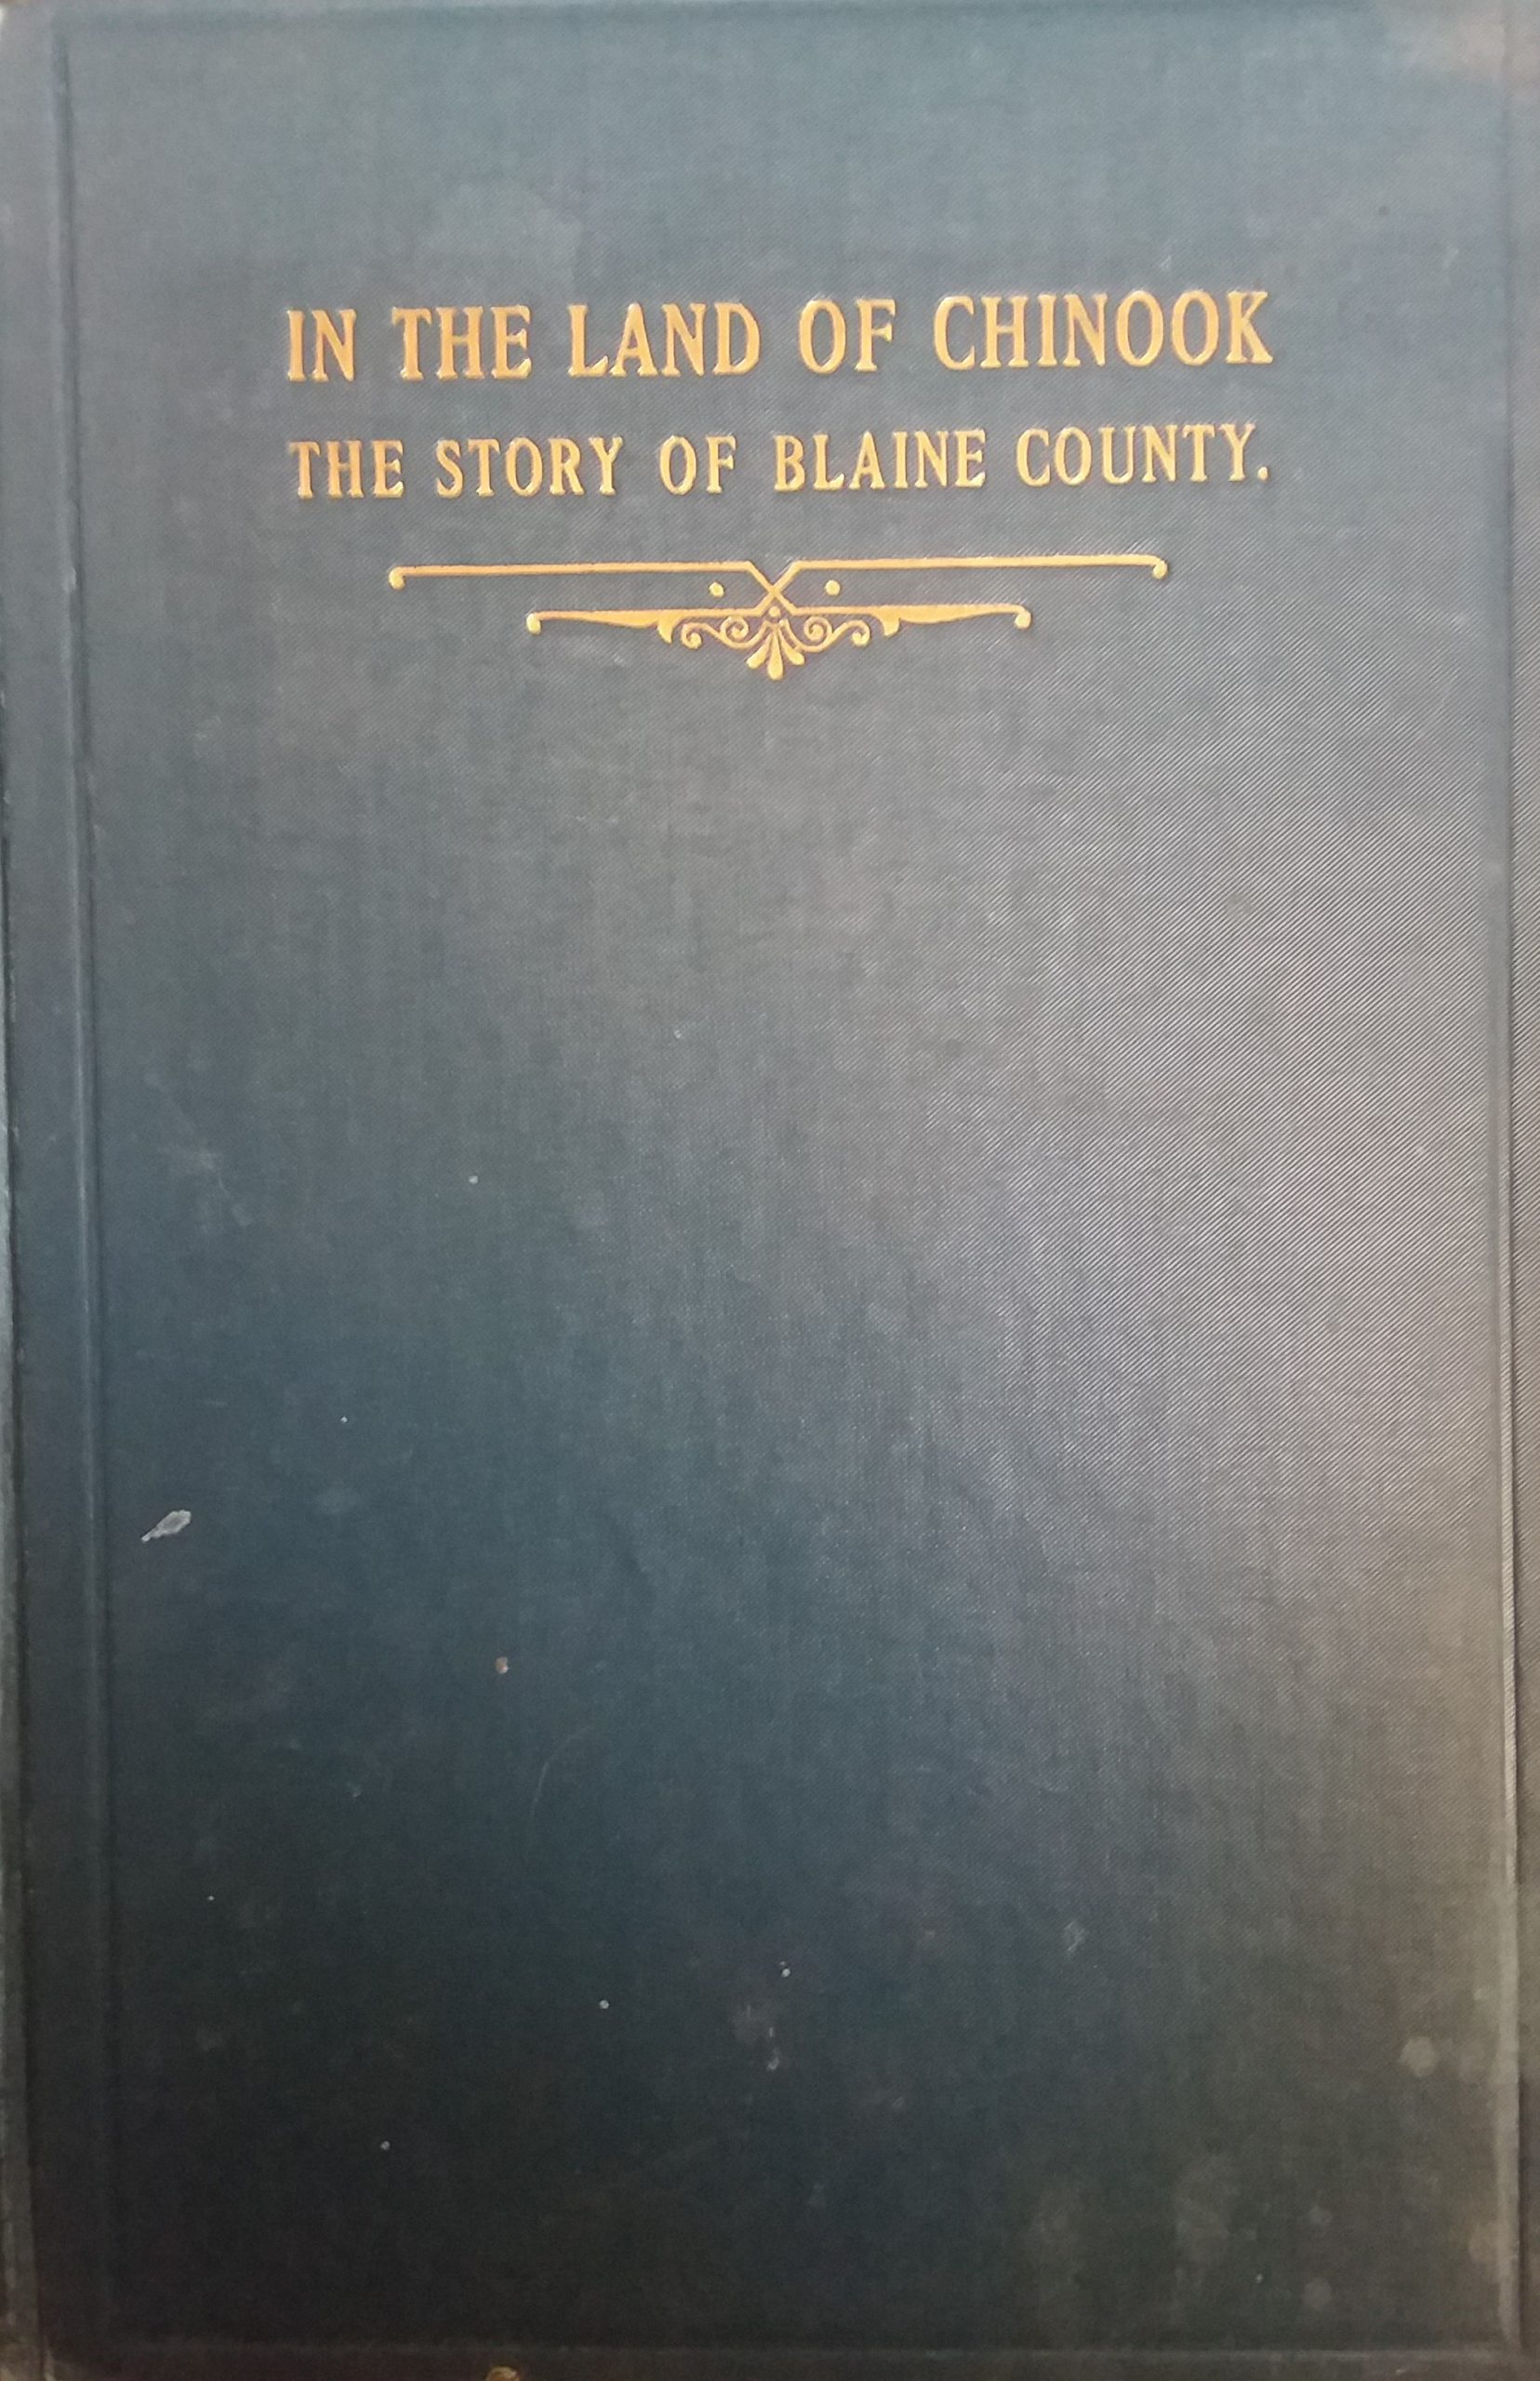 IN THE LAND OF CHINOOK
THE STORY OF BLAINE COUNTY.